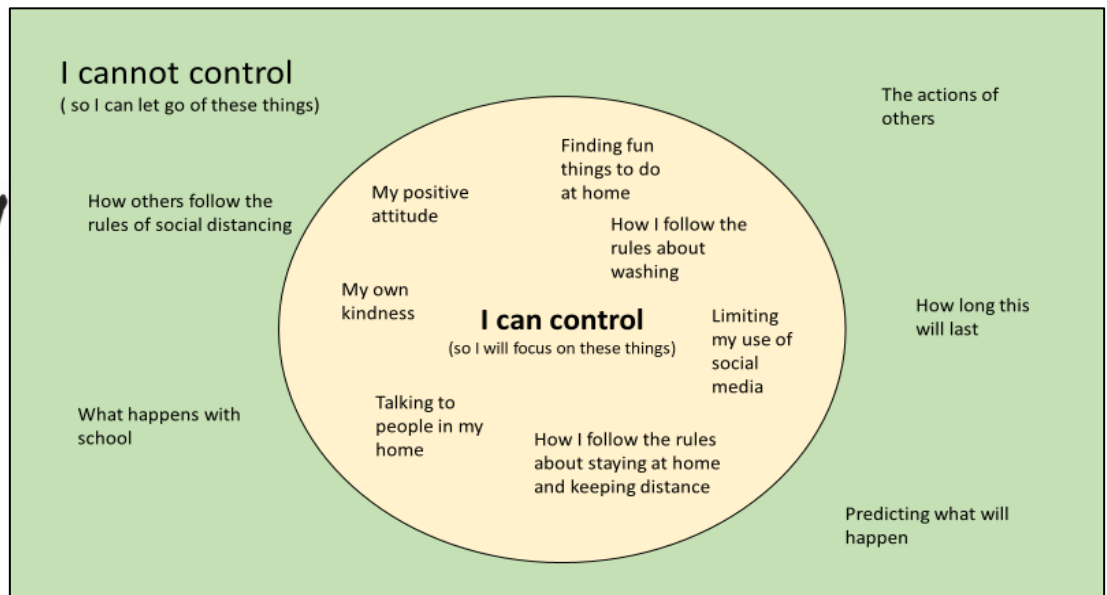 I cannot control
( so I can let go of these things)
The actions of
others
How others follow the
rules of social distancing
How long this
will last
What happens with
school
Predicting what will
happen
Finding fun
things to do
at home
My positive
attitude
How I follow the
rules about
washing
My own
kindness
I can control
(so I will focus on these things)
Limiting
my use of
social
media
Talking to
people in my
home
How I follow the rules
about staying at home
and keeping distance